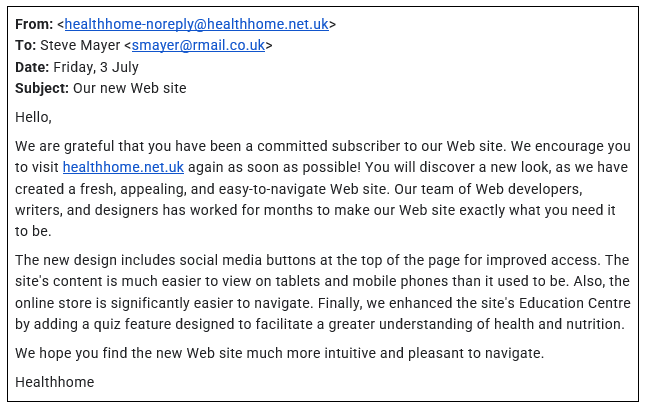 From: <healthhome-noreply@healthhome.net.uk>
To: Steve Mayer <smayer@rmail.co.uk>
Date: Friday, 3 July
Subject: Our new Web site
Hello,
We are grateful that you have been a committed subscriber to our Web site. We encourage you
to visit healthhome.net.uk again as soon as possible! You will discover a new look, as we have
created a fresh, appealing, and easy-to-navigate Web site. Our team of Web developers,
writers, and designers has worked for months to make our Web site exactly what you need it
to be.
The new design includes social media buttons at the top of the page for improved access. The
site's content is much easier to view on tablets and mobile phones than it used to be. Also, the
online store is significantly easier to navigate. Finally, we enhanced the site's Education Centre
by adding a quiz feature designed to facilitate a greater understanding of health and nutrition.
We hope you find the new Web site much more intuitive and pleasant to navigate.
Healthhome